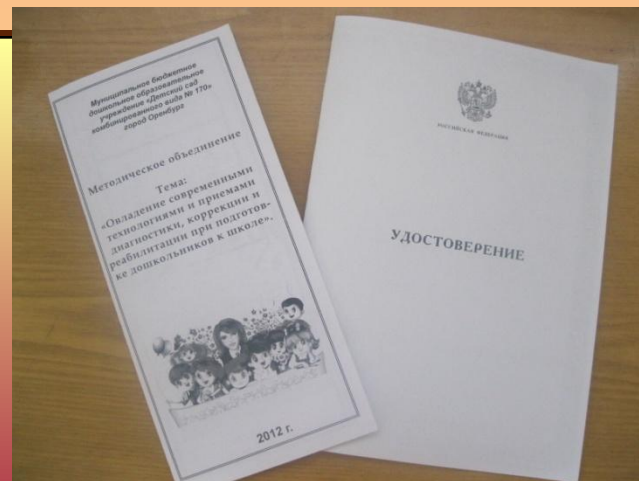 Муниципальное бюджетное
дошкольное образовательное
учреждение «Детский сад
комбинированного вида № 170»
город Оренбург
Методическое объединение
Тема:
«Овладение современными
технологиями и приемами
диагностики, коррекции и
реабилитации при подготов-
ке дошкольников к школе».
2012 г.
РОССИЙСКАЯ ФЕДЕРАЦИЯ
УДОСТОВЕРЕНИЕ